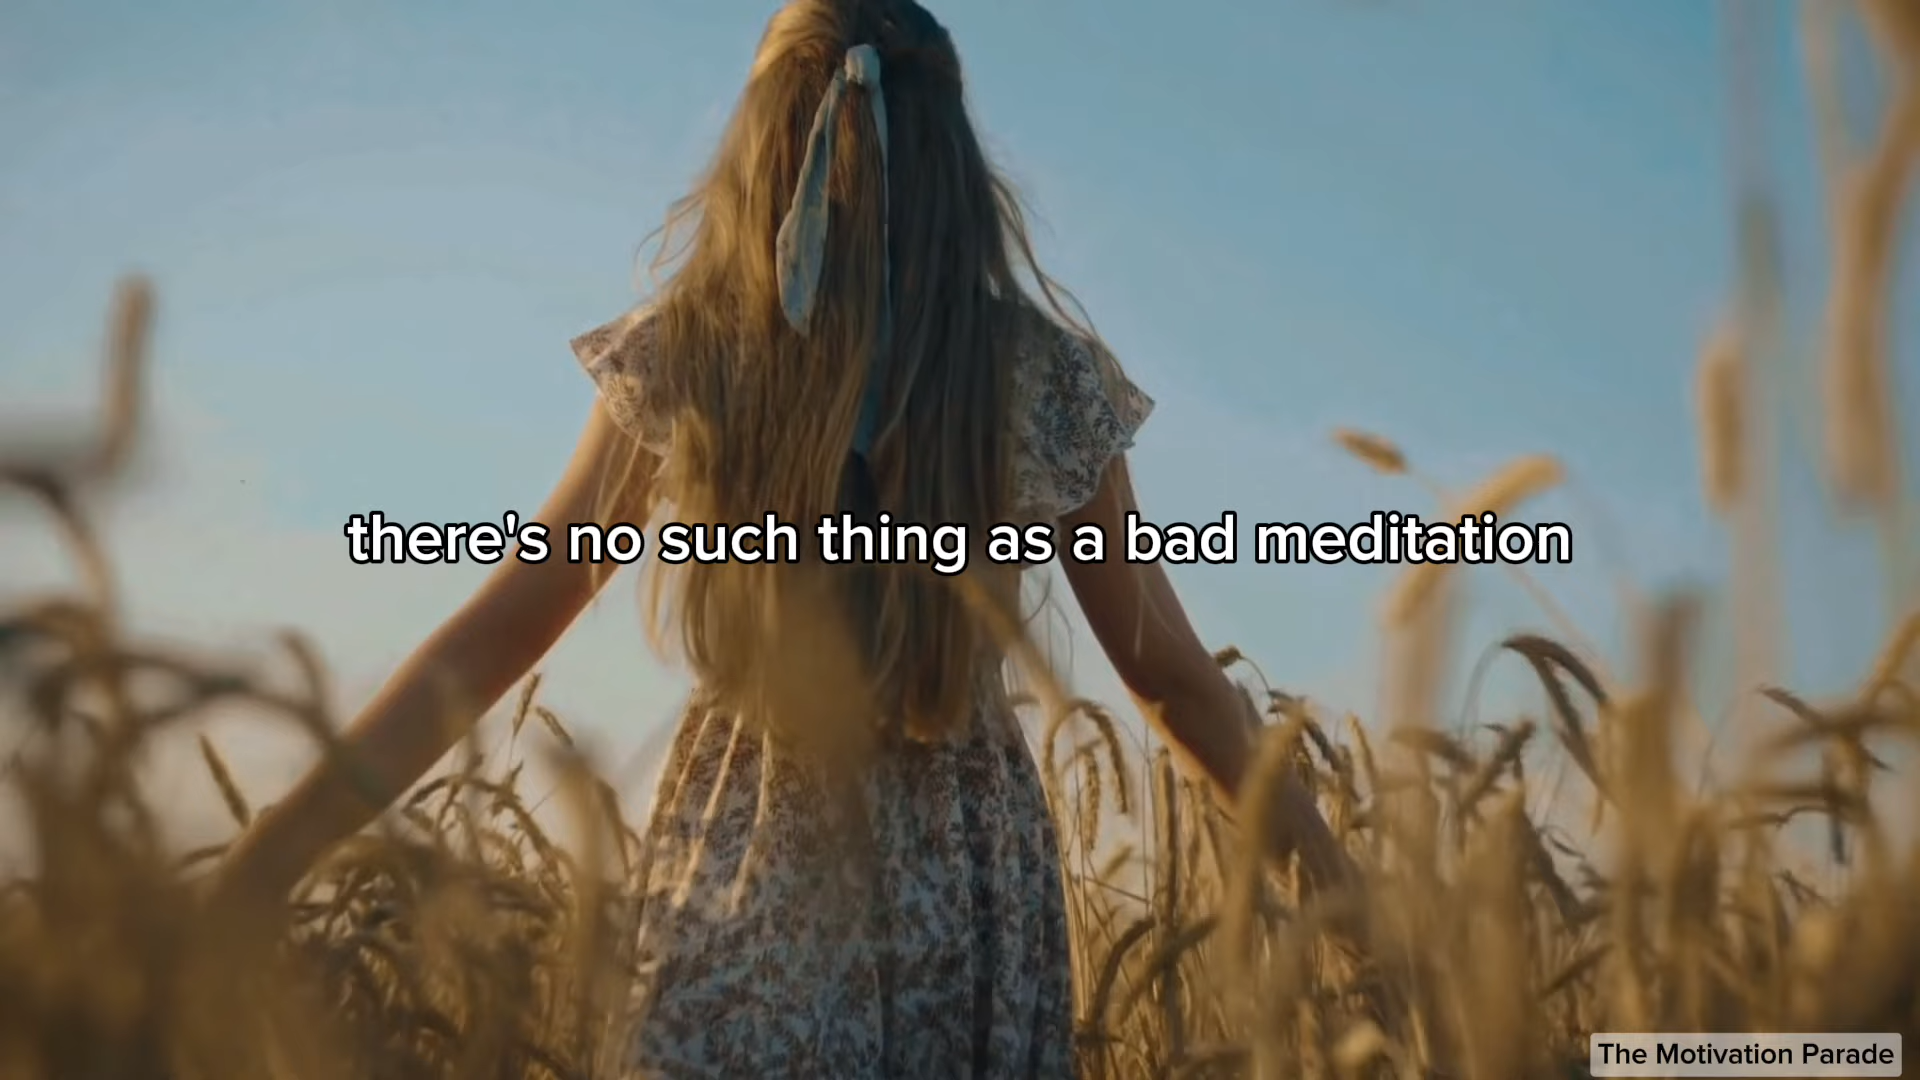 there's no such thing as a bad meditation
The Motivation Parade